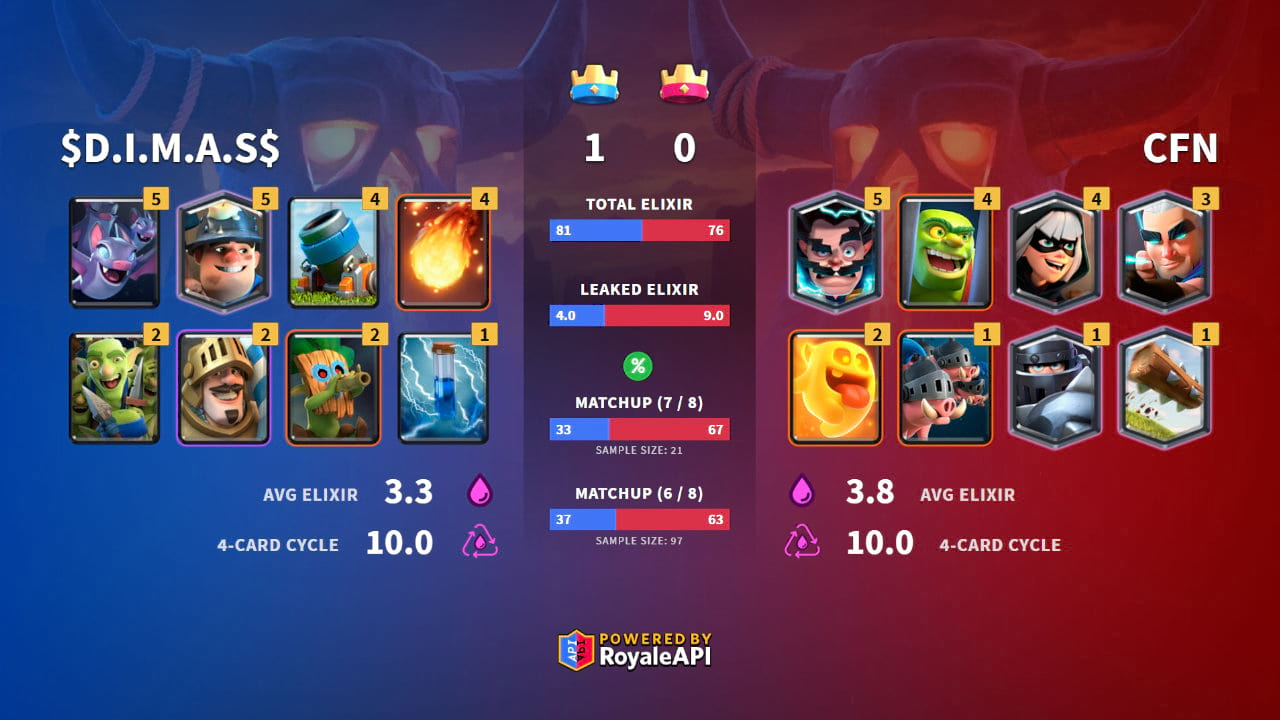 $D.I.M.A.S$
5
5
4
4
2
2
2
1
AVG ELIXIR 3.3
4-CARD CYCLE 10.0
1 0
TOTAL ELIXIR
81 76
LEAKED ELIXIR
4.0 9.0
%
MATCHUP (7 / 8)
33 67
SAMPLE SIZE: 21
MATCHUP (6 / 8)
37 63
SAMPLE SIZE: 97
CFN
5
4
4
3
2
1
1
1
3.8 AVG ELIXIR
10.0 4-CARD CYCLE
API
POWERED BY
RoyaleAPI